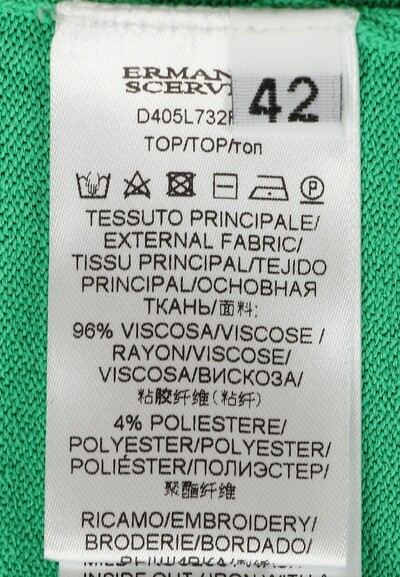 42
D405L732
TOP/TOP/топ
TESSUTO PRINCIPALE/
EXTERNAL FABRIC/
TISSU PRINCIPAL/TEJIDO
PRINCIPAL/ОСНОВНАЯ
ТКАНЬ/面料:
96% VISCOSA/VISCOSE /
RAYON/VISCOSE/
VISCOSA/ВИСКОЗА/
粘胶纤维(粘纤)
4% POLIESTERE/
POLYESTER/POLYESTER/
POLIÉSTER/ПОЛИЭСТЕР/
聚酯纤维
RICAMO/EMBROIDERY/
BRODERIE/BORDADO/